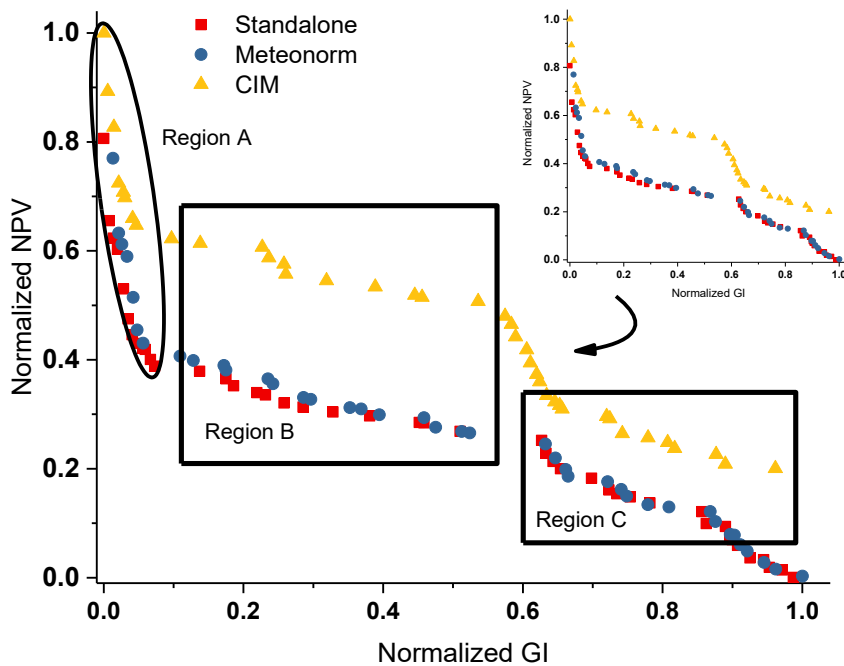 Standalone
Meteonorm
CIM
Region A
Region B
Region C
Normalized NPV
1.0
0.8
0.6
0.4
0.2
0.0
0.0 0.2 0.4 0.6 0.8 1.0
Normalized GI
Normalized NPV
1.0
0.8
0.6
0.4
0.2
0.0
0.0 0.2 0.4 0.6 0.8 1.0
Normalized GI